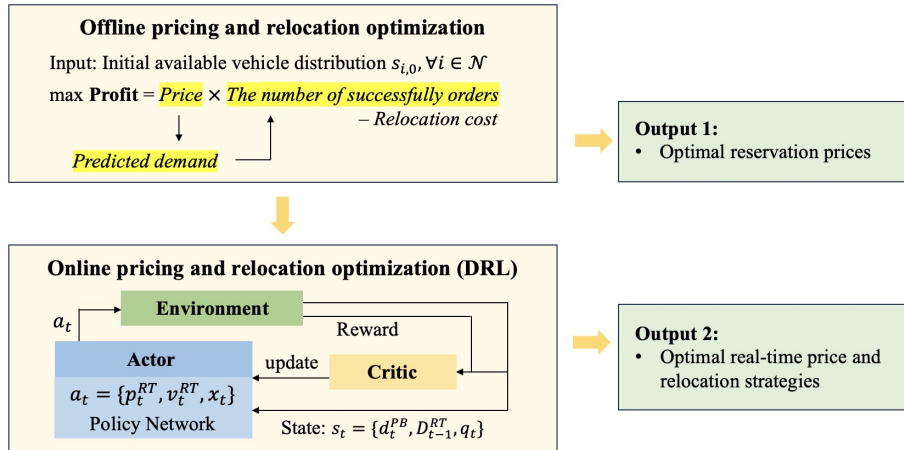 Offline pricing and relocation optimization
Input: Initial available vehicle distribution s_{i,0}, ∀i ∈ 𝒩
max Profit = Price × The number of successfully orders
– Relocation cost
Predicted demand
Output 1:
• Optimal reservation prices
Online pricing and relocation optimization (DRL)
Environment
a_t
Reward
Actor
update
Critic
a_t = {p_t^{RT}, v_t^{RT}, x_t}
Policy Network
State: s_t = {d_t^{PB}, D_{t-1}^{RT}, q_t}
Output 2:
• Optimal real-time price and
relocation strategies